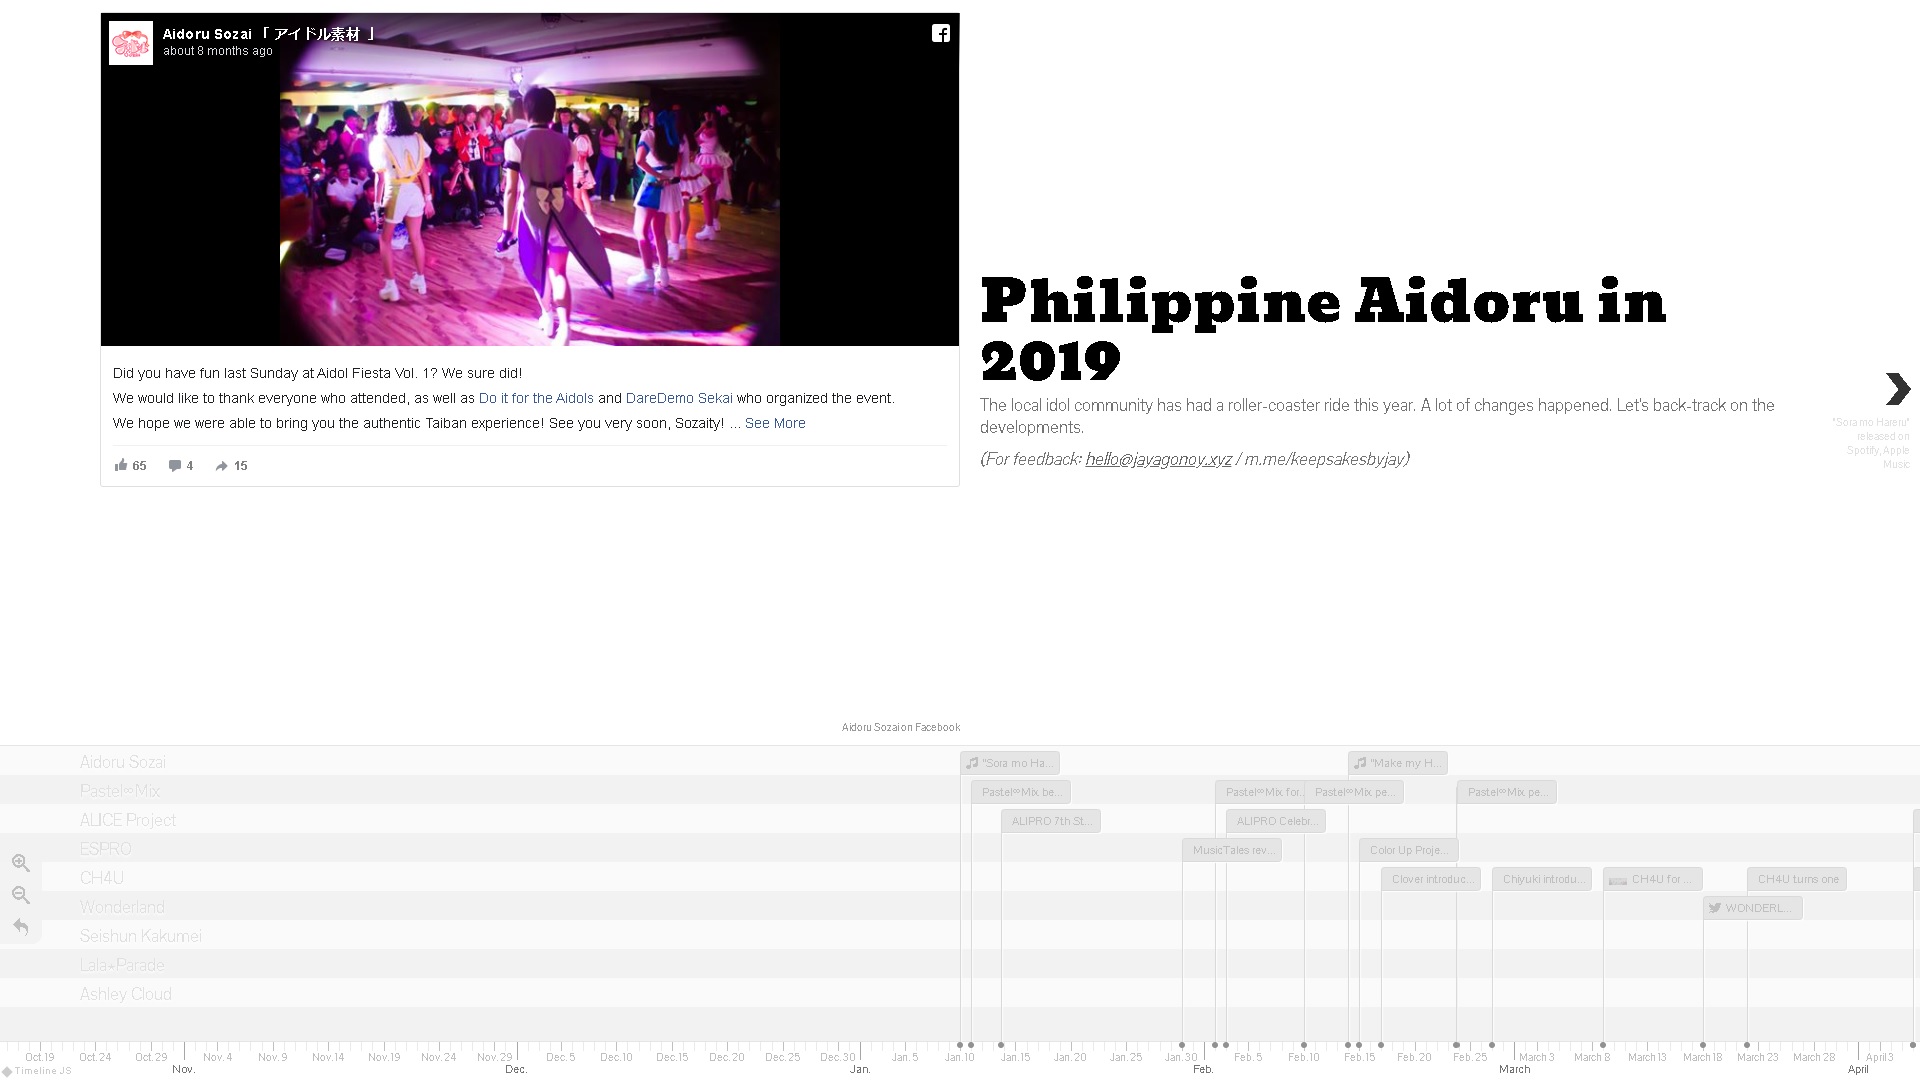 Aidoru Sozai 「 アイドル素材 」
about 8 months ago
Did you have fun last Sunday at Aidol Fiesta Vol. 1? We sure did!
We would like to thank everyone who attended, as well as Do it for the Aidols and DareDemo Sekai who organized the event.
We hope we were able to bring you the authentic Taiban experience! See you very soon, Sozaity! ... See More
65 4 15
Philippine Aidoru in
2019
The local idol community has had a roller-coaster ride this year. A lot of changes happened. Let's back-track on the
developments.
(For feedback: hello@jayagonoy.xyz / m.me/keepsakesbyjay)
"Sora mo Hareru"
released on
Spotify, Apple
Music
Aidoru Sozai on Facebook
Aidoru Sozai
"Sora mo Ha...
"Make my H...
Pastel∞Mix
Pastel∞Mix be...
Pastel∞Mix for...
Pastel∞Mix pe...
Pastel∞Mix pe...
ALICE Project
ALIPRO 7th St...
ALIPRO Celebr...
ESPRO
MusicTales rev...
Color Up Proje...
CH4U
Clover introduc...
Chiyuki introdu...
CH4U for ...
CH4U turns one
Wonderland
WONDERL...
Seishun Kakumei
Lala★Parade
Ashley Cloud
Oct. 19 Oct. 24 Oct. 29 Nov. 4 Nov. 9 Nov. 14 Nov. 19 Nov. 24 Nov. 29 Dec. 5 Dec. 10 Dec. 15 Dec. 20 Dec. 25 Dec. 30 Jan. 5 Jan. 10 Jan. 15 Jan. 20 Jan. 25 Jan. 30 Feb. 5 Feb. 10 Feb. 15 Feb. 20 Feb. 25 March 3 March 8 March 13 March 18 March 23 March 28 April 3
Nov. Dec. Jan. Feb. March April
Timeline JS